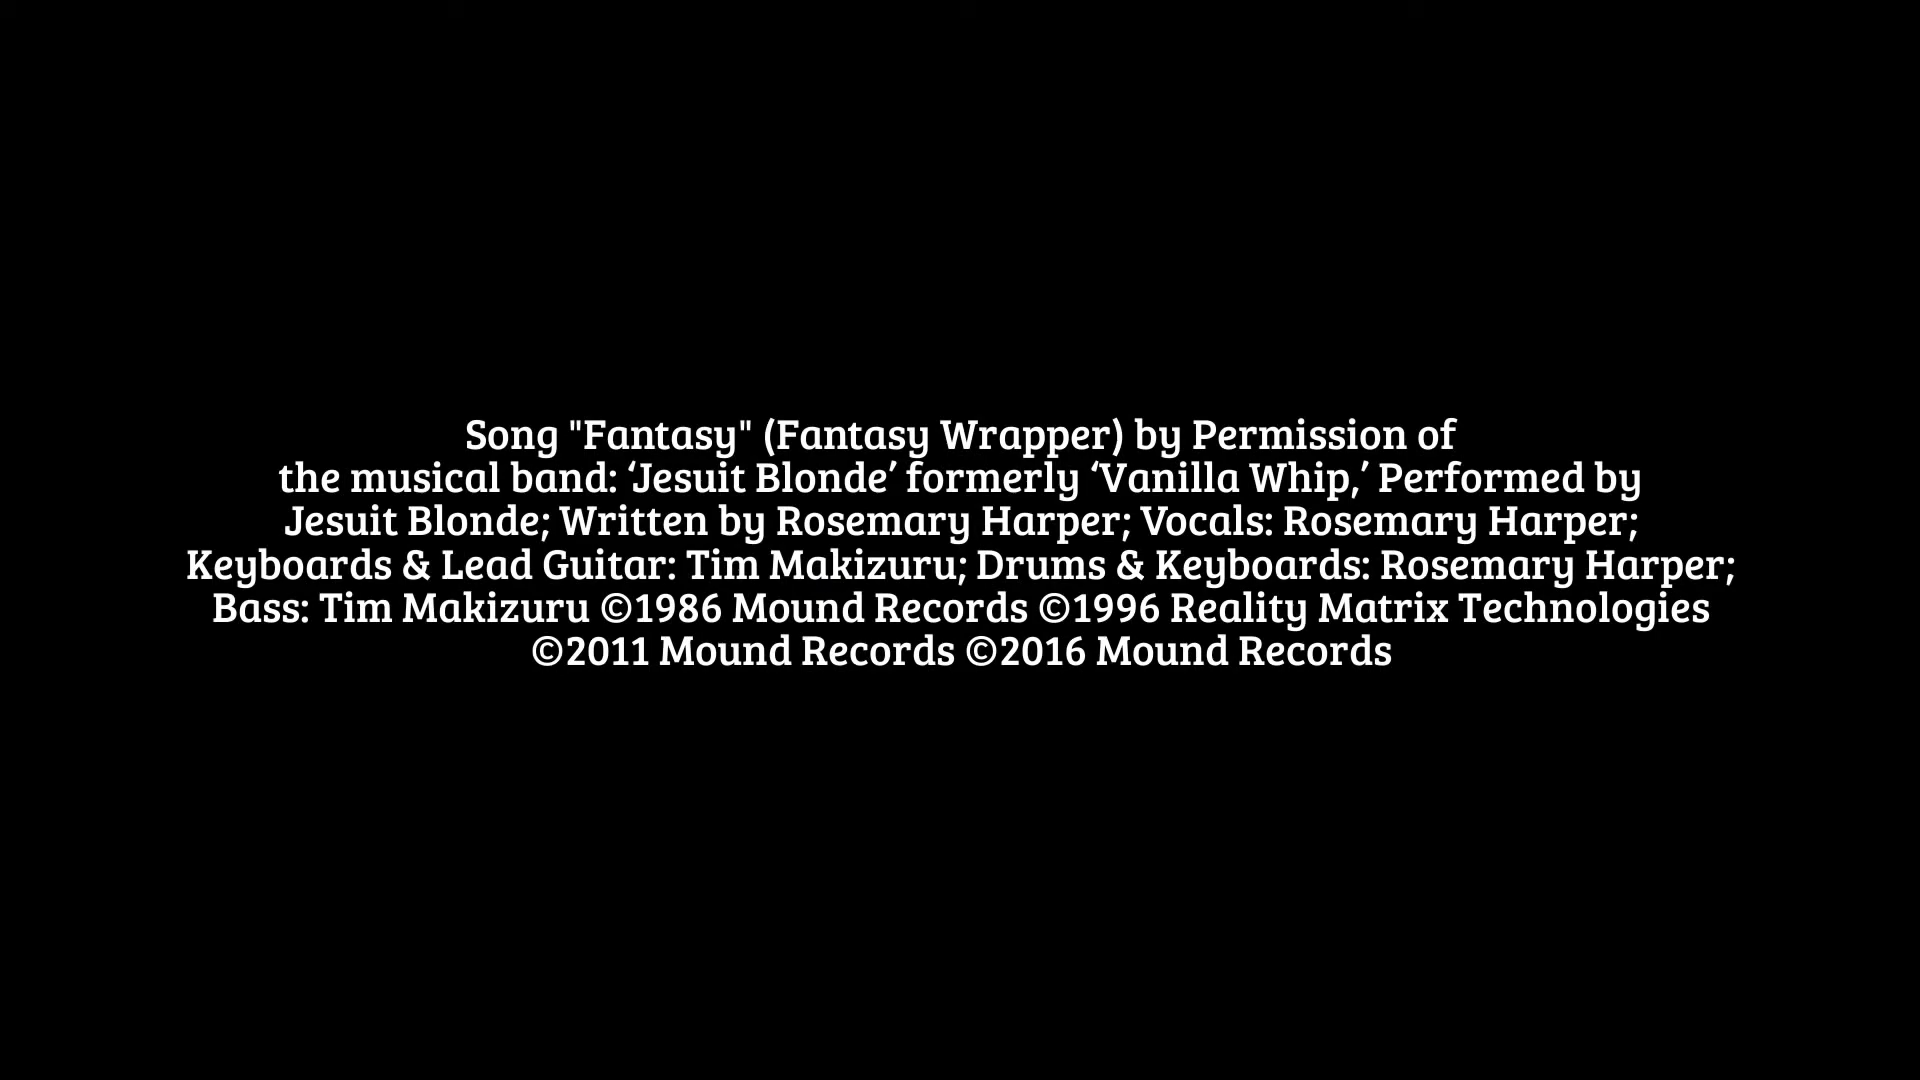 Song "Fantasy" (Fantasy Wrapper) by Permission of
the musical band: ‘Jesuit Blonde’ formerly ‘Vanilla Whip,’ Performed by
Jesuit Blonde; Written by Rosemary Harper; Vocals: Rosemary Harper;
Keyboards & Lead Guitar: Tim Makizuru; Drums & Keyboards: Rosemary Harper;
Bass: Tim Makizuru ©1986 Mound Records ©1996 Reality Matrix Technologies
©2011 Mound Records ©2016 Mound Records